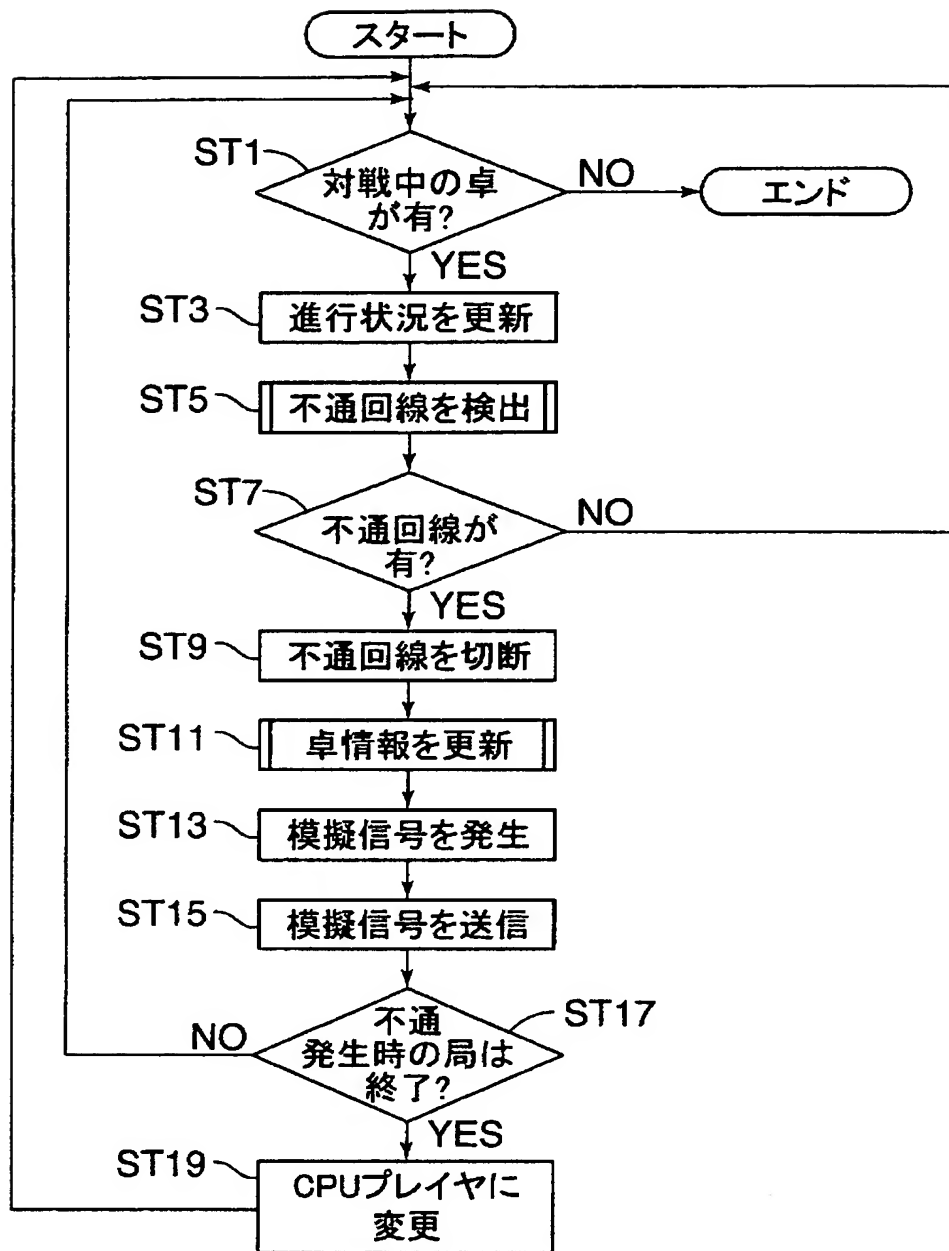 スタート
ST1
対戦中の卓
が有?
NO
エンド
YES
ST3
進行状況を更新
ST5
不通回線を検出
ST7
不通回線が
有?
NO
YES
ST9
不通回線を切断
ST11
卓情報を更新
ST13
模擬信号を発生
ST15
模擬信号を送信
ST17
不通
発生時の局は
終了?
NO
YES
ST19
CPUプレイヤに
変更